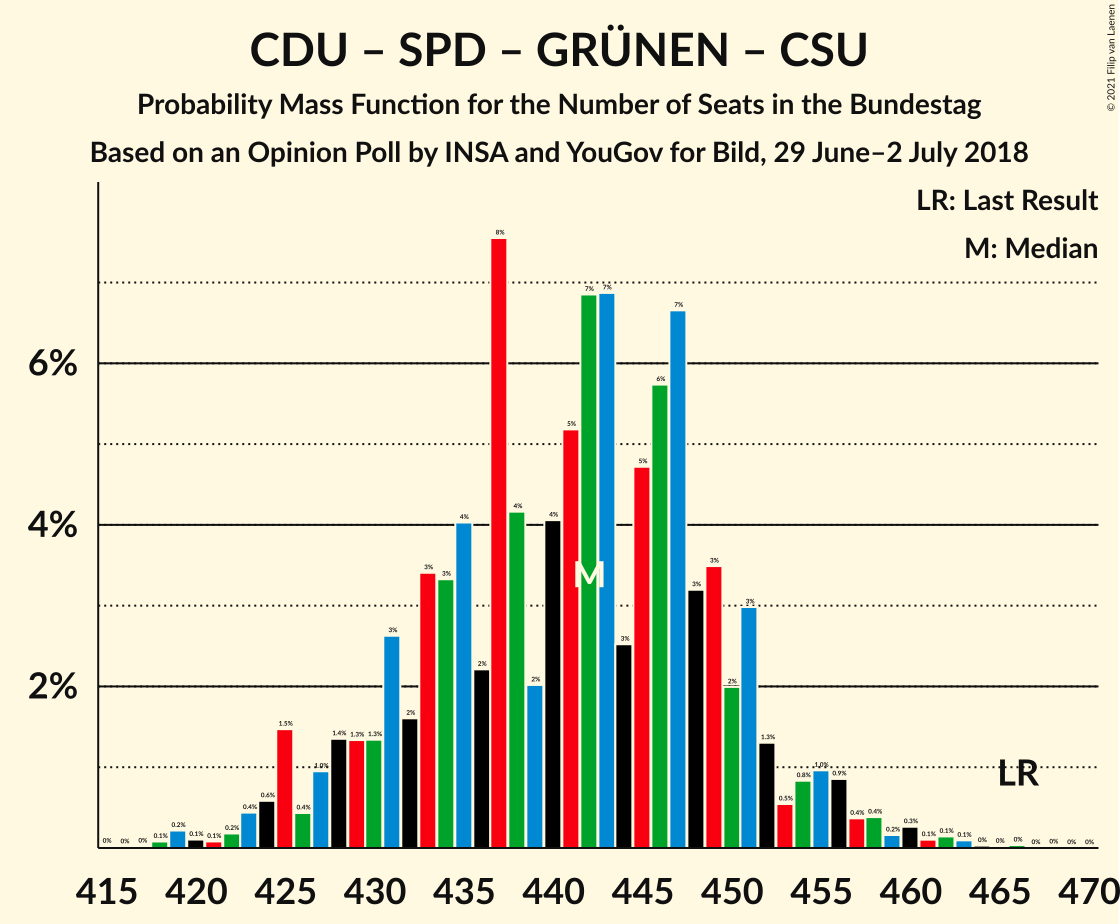 CDU – SPD – GRÜNEN – CSU
Probability Mass Function for the Number of Seats in the Bundestag
Based on an Opinion Poll by INSA and YouGov for Bild, 29 June–2 July 2018
© 2021 Filip van Laenen
LR: Last Result
M: Median
6%
4%
2%
0% 0% 0% 0.1% 0.2% 0.1% 0.1% 0.2% 0.4% 0.6% 1.5% 0.4% 1.0% 1.4% 1.3% 1.3% 3% 2% 3% 3% 4% 2% 8% 4% 2% 4% 5% 7% 7% 3% 5% 6% 7% 3% 3% 2% 3% 1.3% 0.5% 0.8% 1.0% 0.9% 0.4% 0.4% 0.2% 0.3% 0.1% 0.1% 0.1% 0% 0% 0% 0% 0% 0% 0%
M
LR
415 420 425 430 435 440 445 450 455 460 465 470